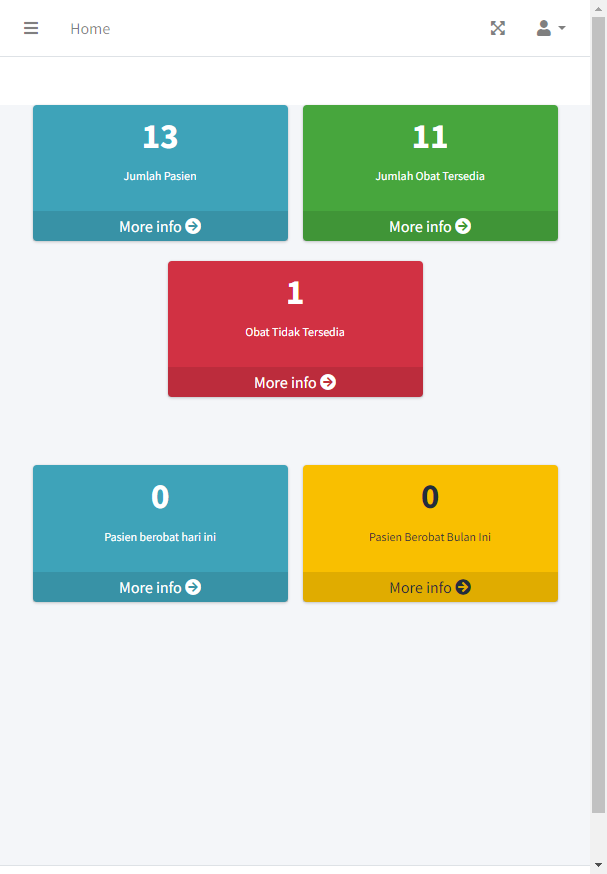 Home
13
Jumlah Pasien
More info
11
Jumlah Obat Tersedia
More info
1
Obat Tidak Tersedia
More info
0
Pasien berobat hari ini
More info
0
Pasien Berobat Bulan Ini
More info